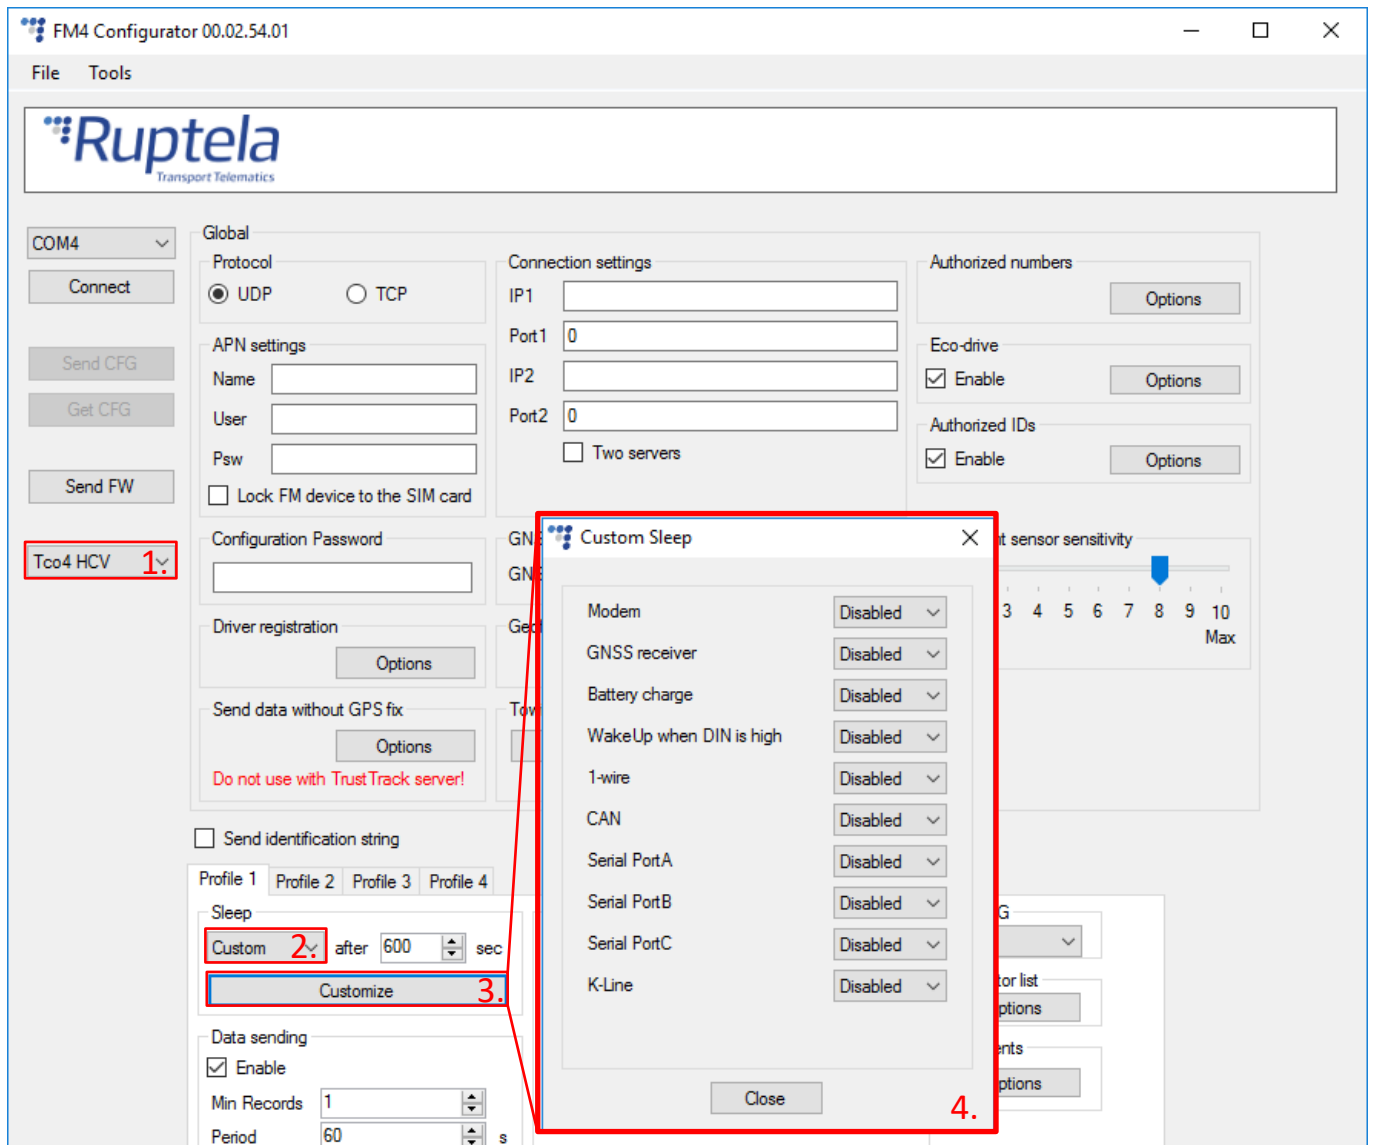 FM4 Configurator 00.02.54.01
File Tools
Ruptela
Transport Telematics
COM4
Connect
Send CFG
Get CFG
Send FW
Tco4 HCV 1.
Global
Protocol
UDP TCP
APN settings
Name
User
Psw
Lock FM device to the SIM card
Connection settings
IP1
Port1 0
IP2
Port2 0
Two servers
Authorized numbers
Options
Eco-drive
Enable Options
Authorized IDs
Enable Options
Configuration Password
Driver registration
Options
Send data without GPS fix
Options
Do not use with TrustTrack server!
sensor sensitivity
3 4 5 6 7 8 9 10
Max
Custom Sleep
Modem Disabled
GNSS receiver Disabled
Battery charge Disabled
WakeUp when DIN is high Disabled
1-wire Disabled
CAN Disabled
Serial PortA Disabled
Serial PortB Disabled
Serial PortC Disabled
K-Line Disabled
Close
4.
Send identification string
Profile 1 Profile 2 Profile 3 Profile 4
Sleep
Custom 2. after 600 sec
Customize 3.
Data sending
Enable
Min Records 1
Period 60 s
list